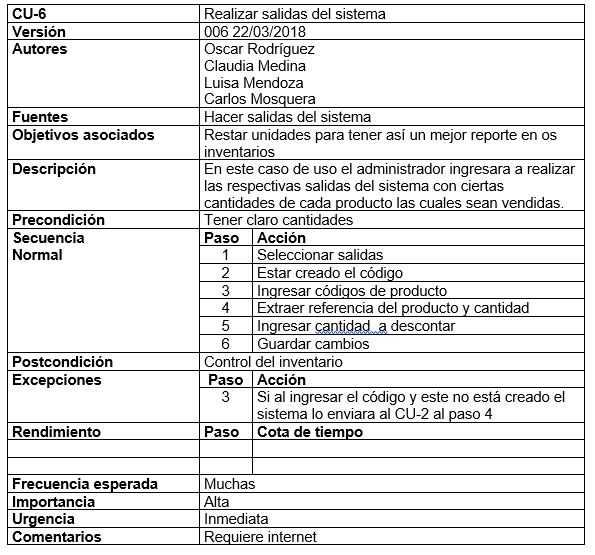 CU-6 Realizar salidas del sistema
Versión 006 22/03/2018
Autores Oscar Rodríguez
Claudia Medina
Luisa Mendoza
Carlos Mosquera
Fuentes Hacer salidas del sistema
Objetivos asociados Restar unidades para tener así un mejor reporte en os
inventarios
Descripción En este caso de uso el administrador ingresara a realizar
las respectivas salidas del sistema con ciertas
cantidades de cada producto las cuales sean vendidas.
Precondición Tener claro cantidades
Secuencia Paso Acción
Normal 1 Seleccionar salidas
2 Estar creado el código
3 Ingresar códigos de producto
4 Extraer referencia del producto y cantidad
5 Ingresar cantidad a descontar
6 Guardar cambios
Postcondición Control del inventario
Excepciones Paso Acción
3 Si al ingresar el código y este no está creado el
sistema lo enviara al CU-2 al paso 4
Rendimiento Paso Cota de tiempo
Frecuencia esperada Muchas
Importancia Alta
Urgencia Inmediata
Comentarios Requiere internet